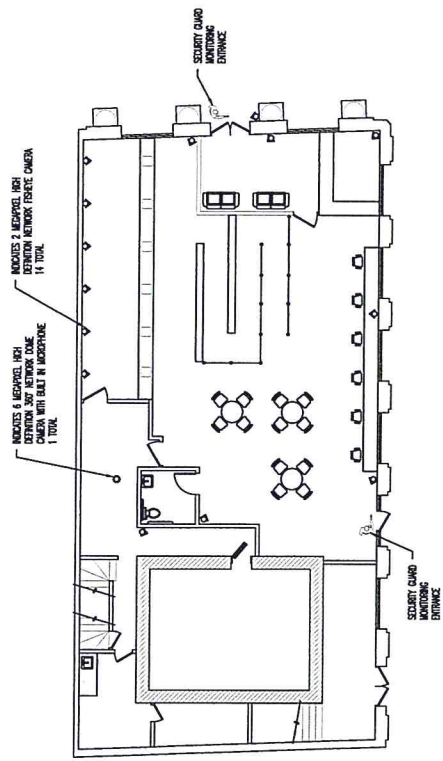 INDICATES 2 MEGAPIXEL HIGH
DEFINITION NETWORK FISHEYE CAMERA
14 TOTAL
INDICATES 6 MEGAPIXEL HIGH
DEFINITION 360° NETWORK DOME
CAMERA WITH BUILT IN MICROPHONE
1 TOTAL
SECURITY GUARD
MONITORING
ENTRANCE
SECURITY GUARD
MONITORING
ENTRANCE